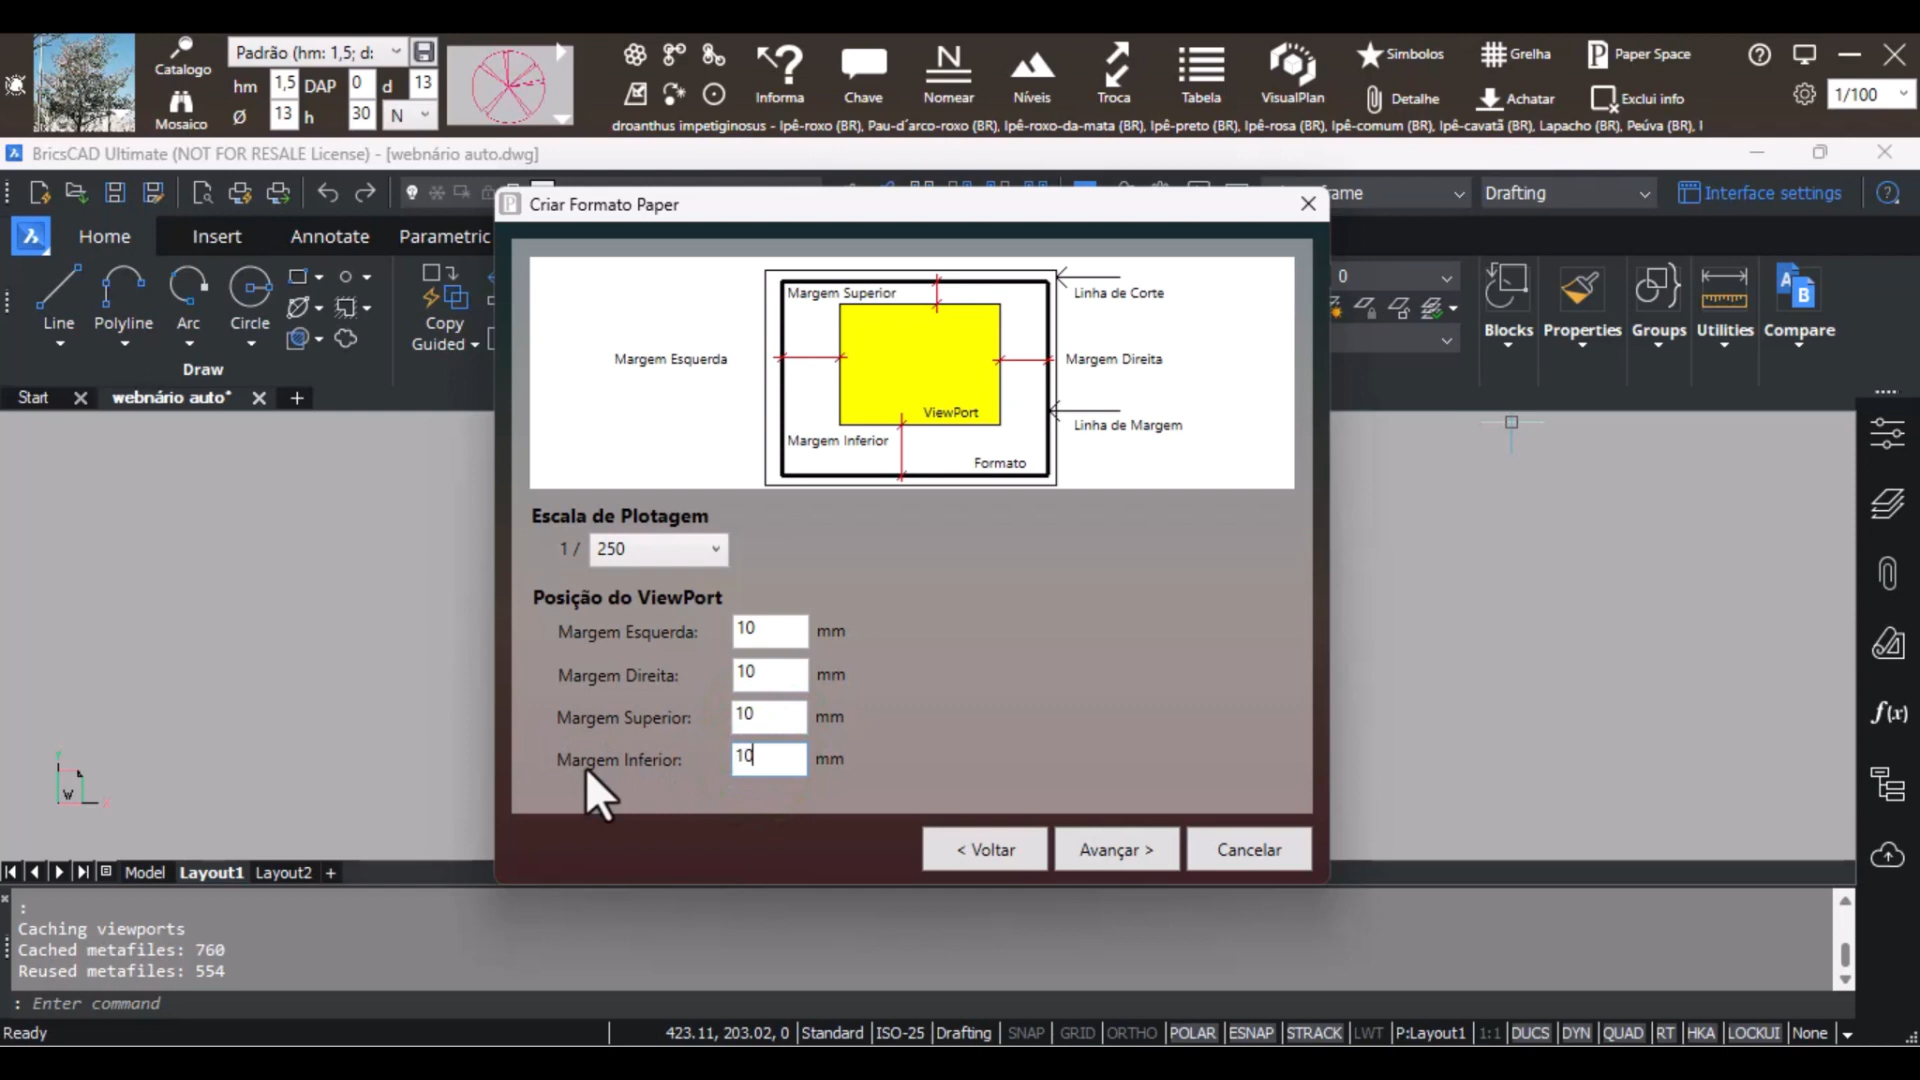 Catalogo
Mosaico
Padrão (hm: 1,5; d:
hm 1,5 DAP 0 d 13
Ø 13 h 30 N
Informa
Chave
Nomear
Níveis
Troca
Tabela
VisualPlan
Simbolos
Grelha
Paper Space
Detalhe
Achatar
Exclui info
1/100
droanthus impetiginosus - Ipê-roxo (BR), Pau-d´arco-roxo (BR), Ipê-roxo-da-mata (BR), Ipê-preto (BR), Ipê-rosa (BR), Ipê-comum (BR), Ipê-cavatã (BR), Lapacho (BR), Peúva (BR), I
BricsCAD Ultimate (NOT FOR RESALE License) - [webnário auto.dwg]
ame
Drafting
Interface settings
Home
Insert
Annotate
Parametric
Line
Polyline
Arc
Circle
Copy
Guided
Draw
0
Blocks
Properties
Groups
Utilities
Compare
Start
webnário auto*
Criar Formato Paper
Margem Superior
Linha de Corte
Margem Esquerda
Margem Direita
ViewPort
Linha de Margem
Margem Inferior
Formato
Escala de Plotagem
1 / 250
Posição do ViewPort
Margem Esquerda: 10 mm
Margem Direita: 10 mm
Margem Superior: 10 mm
Margem Inferior: 10 mm
< Voltar
Avançar >
Cancelar
f(x)
W
Model
Layout1
Layout2
:
Caching viewports
Cached metafiles: 760
Reused metafiles: 554
: Enter command
Ready
423.11, 203.02, 0 Standard ISO-25 Drafting SNAP GRID ORTHO POLAR ESNAP STRACK LWT P:Layout1 1:1 DUCS DYN QUAD RT HKA LOCKUI None